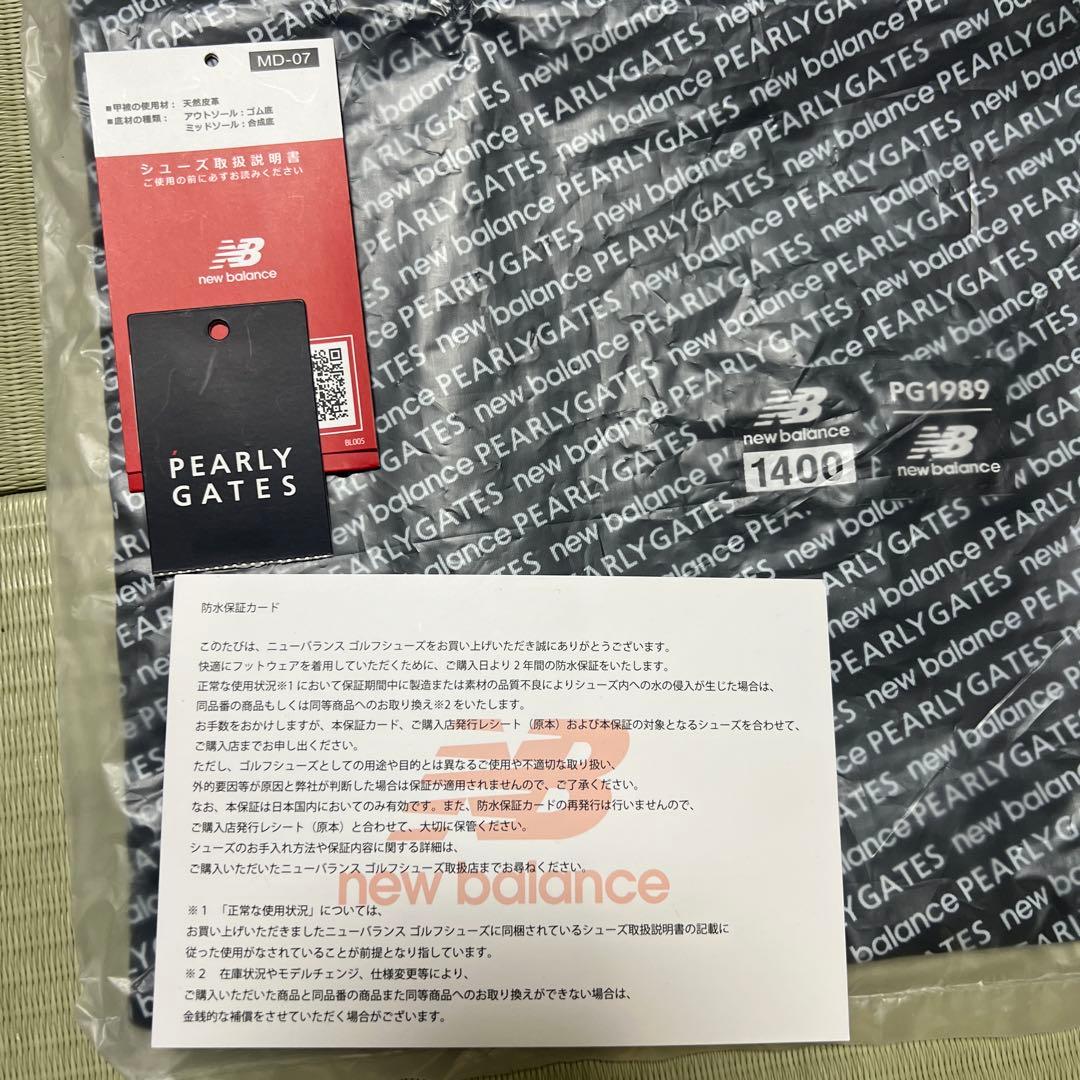 MD-07
■甲被の使用材： 天然皮革
■底材の種類： アウトソール：ゴム底
ミッドソール：合成底
シューズ取扱説明書
ご使用の前に必ずお読みください
NB
new balance
BL005
PEARLY
GATES
NB
new balance
1400
PG1989
NB
new balance
new balance PEARLY GATES new balance PEARLY GATES
防水保証カード
このたびは、ニューバランス ゴルフシューズをお買い上げいただき誠にありがとうございます。
快適にフットウェアを着用していただくために、ご購入日より2年間の防水保証をいたします。
正常な使用状況※1において保証期間中に製造または素材の品質不良によりシューズ内への水の侵入が生じた場合は、
同品番の商品もしくは同等商品へのお取り換え※2をいたします。
お手数をおかけしますが、本保証カード、ご購入店発行レシート（原本）および本保証の対象となるシューズを合わせて、
ご購入店までお申し出ください。
ただし、ゴルフシューズとしての用途や目的とは異なるご使用や不適切な取り扱い、
外的要因等が原因と弊社が判断した場合は保証が適用されませんので、ご了承ください。
なお、本保証は日本国内においてのみ有効です。また、防水保証カードの再発行は行いませんので、
ご購入店発行レシート（原本）と合わせて、大切に保管ください。
シューズのお手入れ方法や保証内容に関する詳細は、
ご購入いただいたニューバランス ゴルフシューズ取扱店までお尋ねください。
NB
new balance
※1 「正常な使用状況」については、
お買い上げいただきましたニューバランス ゴルフシューズに同梱されているシューズ取扱説明書の記載に
従った使用がなされていることが前提となり指しています。
※2 在庫状況やモデルチェンジ、仕様変更等により、
ご購入いただいた商品と同品番の商品また同等商品へのお取り換えができない場合は、
金銭的な補償をさせていただく場合がございます。